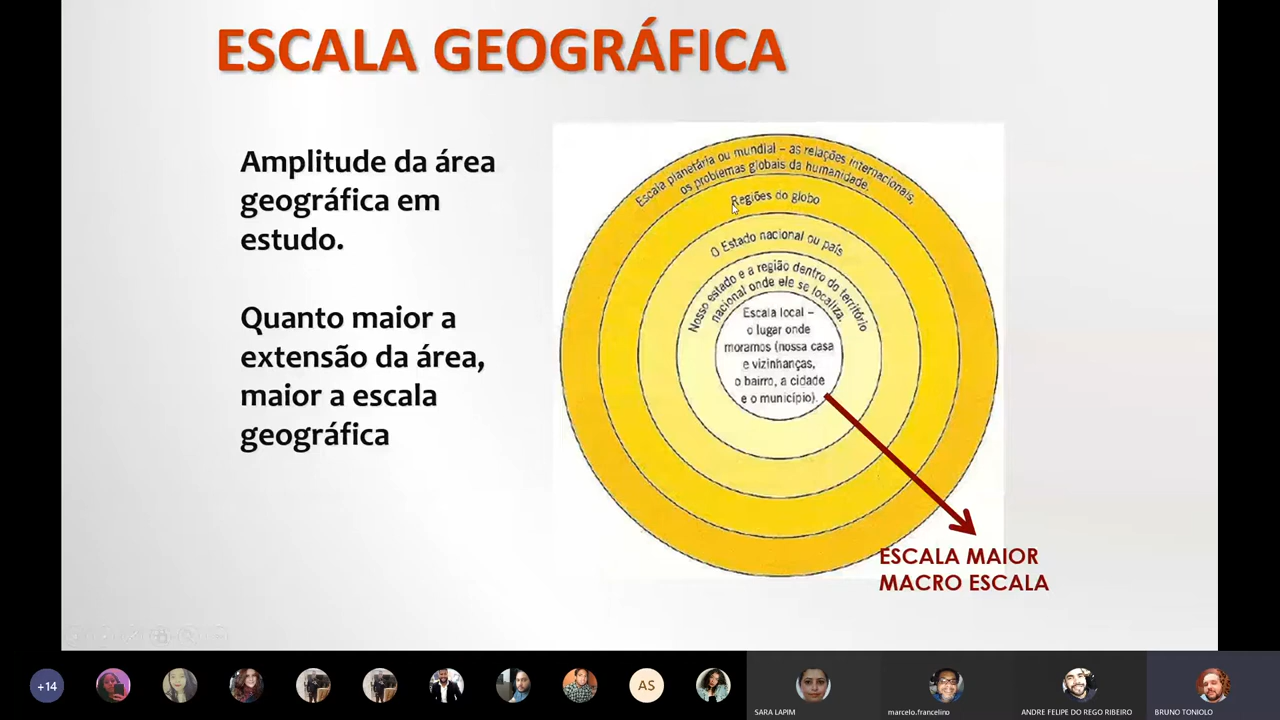 ESCALA GEOGRÁFICA
Amplitude da área
geográfica em
estudo.
Quanto maior a
extensão da área,
maior a escala
geográfica
Escala planetária ou mundial – as relações internacionais,
os problemas globais da humanidade.
Regiões do globo
O Estado nacional ou país
Nosso estado e a região dentro do território
nacional onde ele se localiza.
Escala local –
o lugar onde
moramos (nossa casa
e vizinhanças,
o bairro, a cidade
e o município).
ESCALA MAIOR
MACRO ESCALA
+14
AS
SARA LAPIM
marcelo.francelino
ANDRE FELIPE DO REGO RIBEIRO
BRUNO TONIOLO